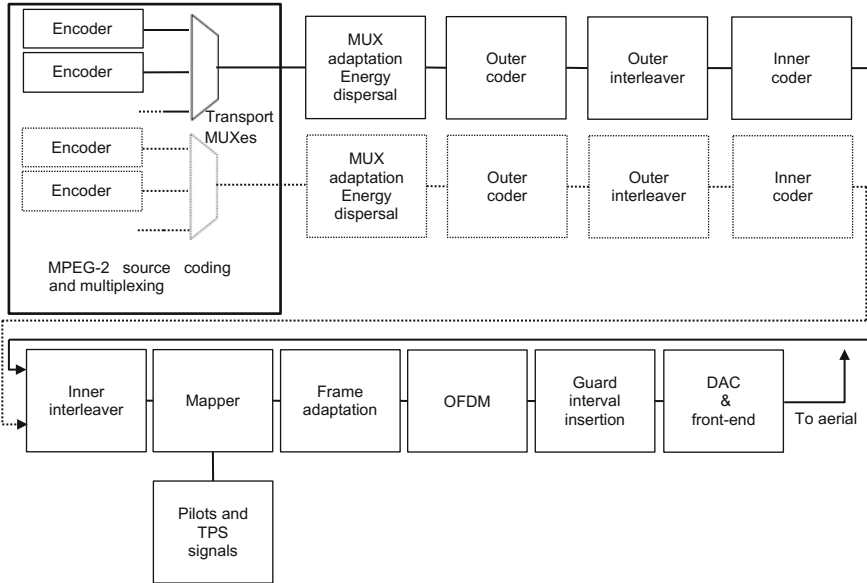 Encoder
Encoder
Transport
MUXes
Encoder
Encoder
MPEG-2 source coding
and multiplexing
MUX
adaptation
Energy
dispersal
Outer
coder
Outer
interleaver
Inner
coder
MUX
adaptation
Energy
dispersal
Outer
coder
Outer
interleaver
Inner
coder
Inner
interleaver
Mapper
Frame
adaptation
OFDM
Guard
interval
insertion
DAC
&
front-end
To aerial
Pilots and
TPS
signals